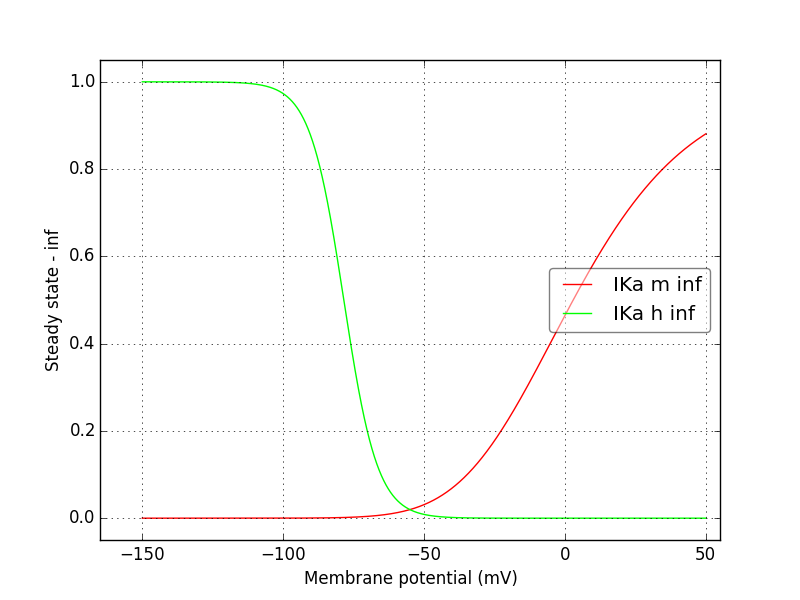 1.0
0.8
0.6
0.4
0.2
0.0
Steady state - inf
IKa m inf
IKa h inf
−150
−100
−50
0
50
Membrane potential (mV)